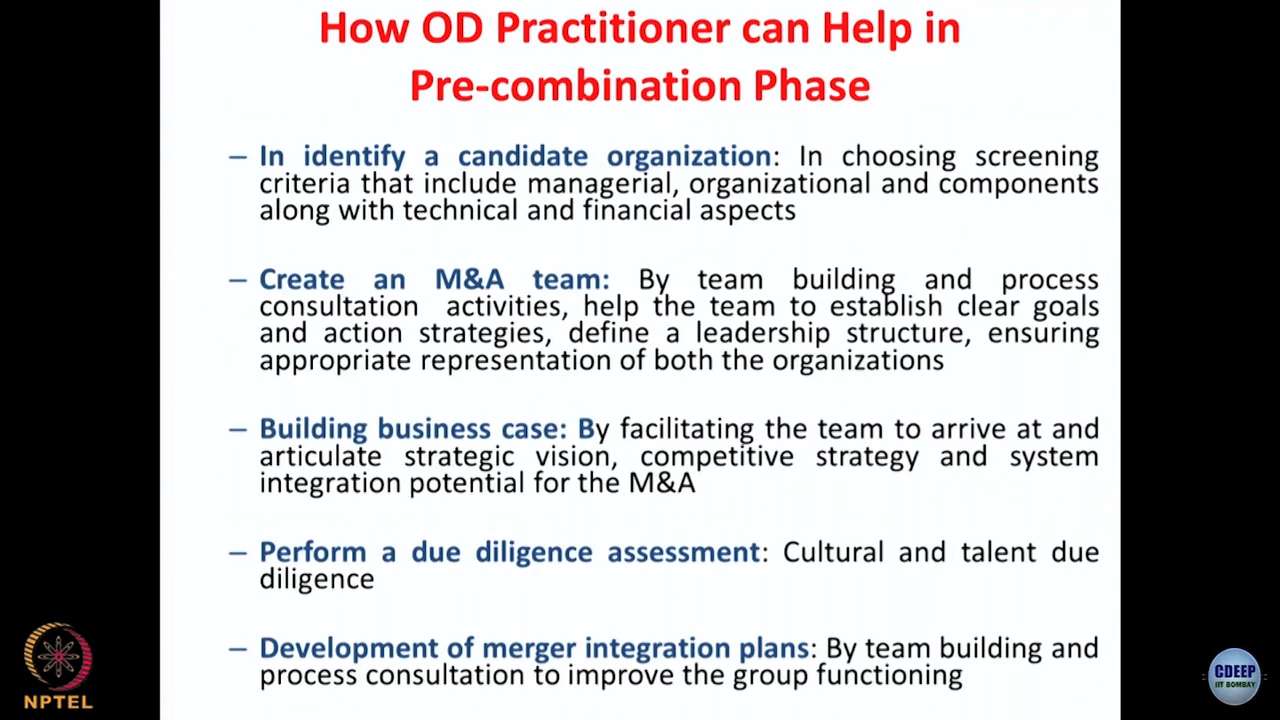 How OD Practitioner can Help in
Pre-combination Phase
– In identify a candidate organization: In choosing screening
criteria that include managerial, organizational and components
along with technical and financial aspects
– Create an M&A team: By team building and process
consultation activities, help the team to establish clear goals
and action strategies, define a leadership structure, ensuring
appropriate representation of both the organizations
– Building business case: By facilitating the team to arrive at and
articulate strategic vision, competitive strategy and system
integration potential for the M&A
– Perform a due diligence assessment: Cultural and talent due
diligence
– Development of merger integration plans: By team building and
process consultation to improve the group functioning
NPTEL
CDEEP
IIT BOMBAY